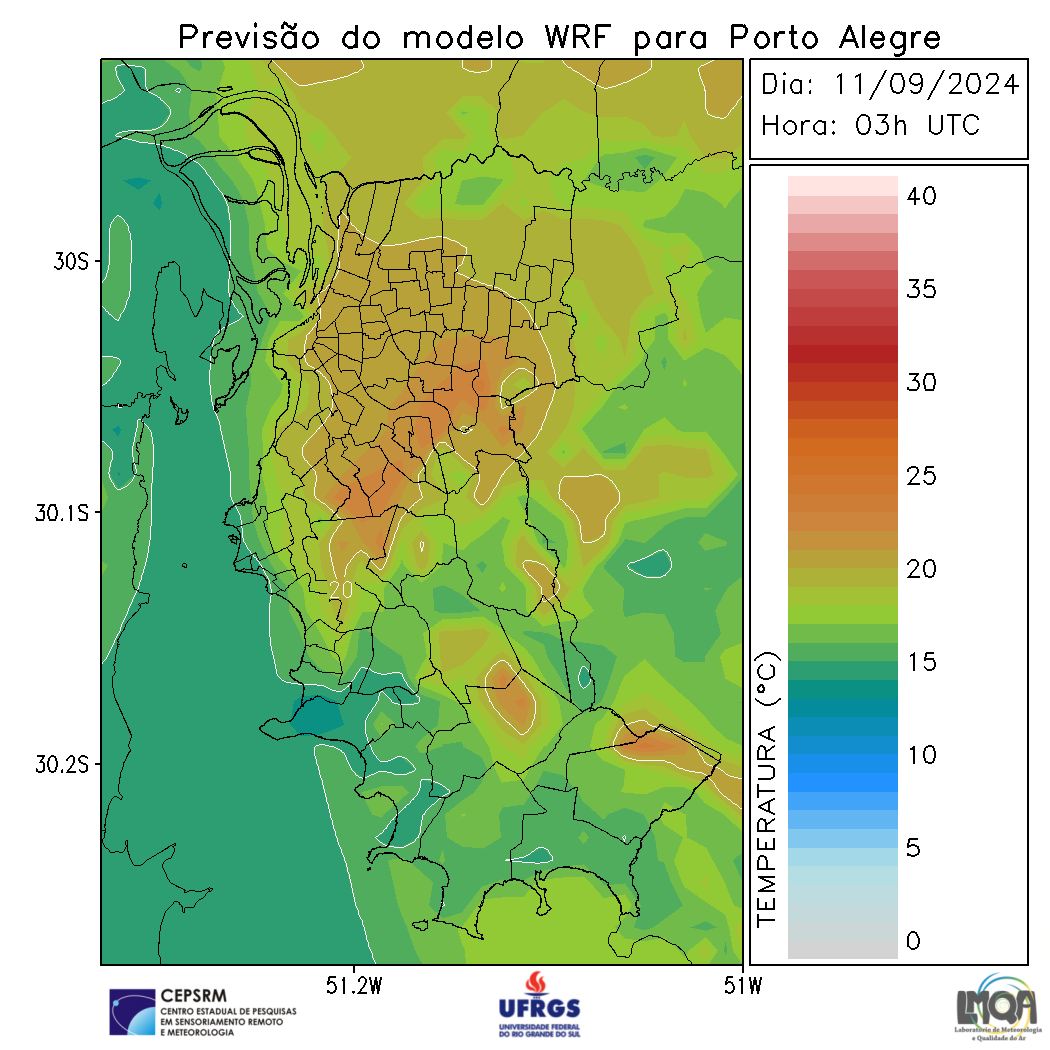 Previsão do modelo WRF para Porto Alegre
Dia: 11/09/2024
Hora: 03h UTC
30S
30.1S
30.2S
51.2W
51W
20
TEMPERATURA (°C)
40
35
30
25
20
15
10
5
0
CEPSRM
CENTRO ESTADUAL DE PESQUISAS
EM SENSORIAMENTO REMOTO
E METEOROLOGIA
UFRGS
UNIVERSIDADE FEDERAL
DO RIO GRANDE DO SUL
LMQA
Laboratório de Meteorologia
e Qualidade do Ar